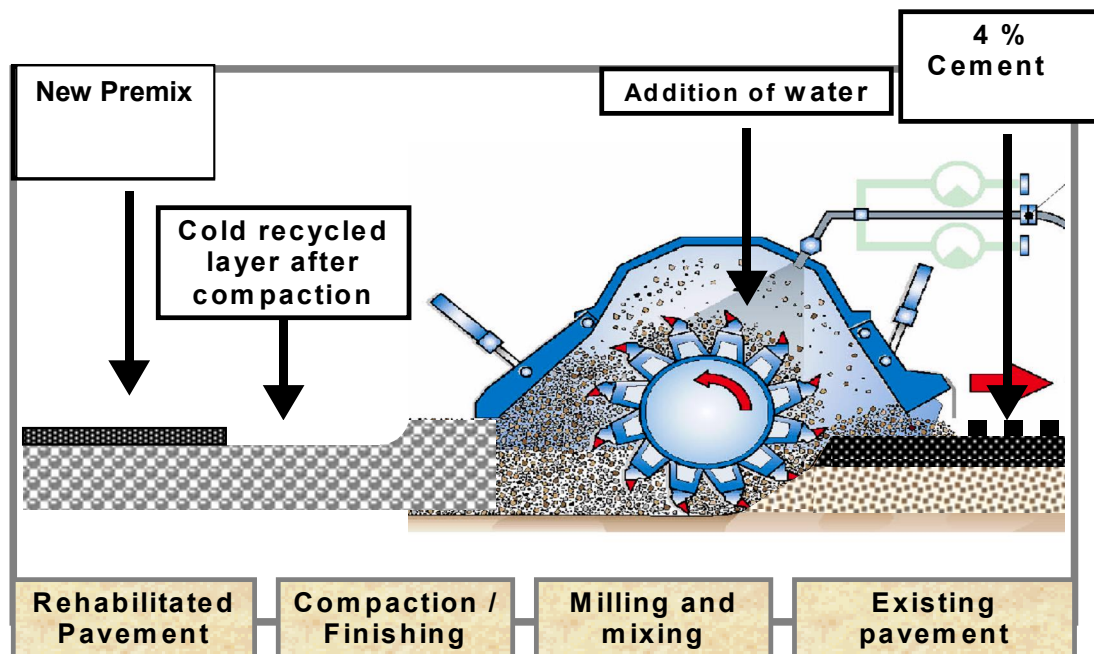 New Premix
Cold recycled
layer after
compaction
Addition of water
4 %
Cement
Rehabilitated
Pavement
Compaction /
Finishing
Milling and
mixing
Existing
pavement